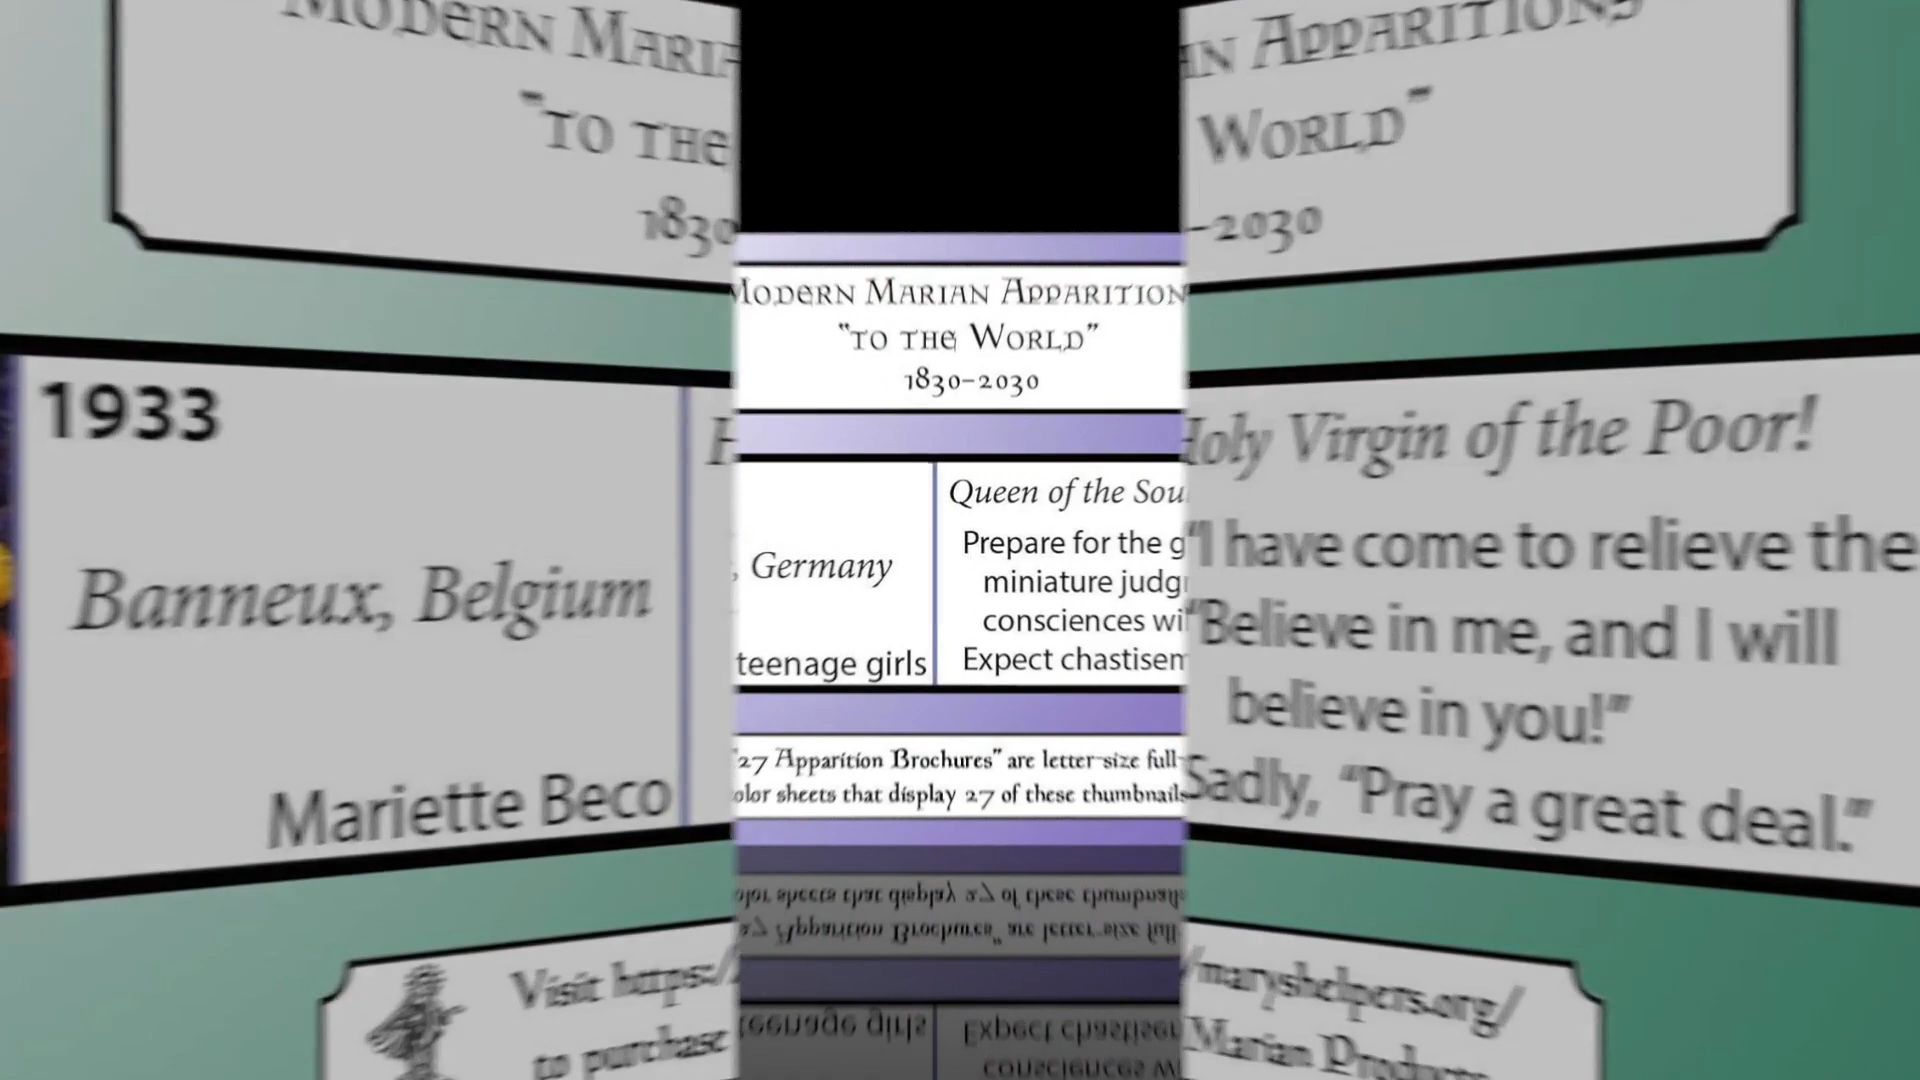 MODERN MARIAN APPARITIONS
"TO THE WORLD"
1830–2030
1933
Banneux, Belgium
Mariette Beco
Holy Virgin of the Poor!
"I have come to relieve the
"Believe in me, and I will
believe in you!"
Sadly, "Pray a great deal."
Visit https://maryshelpers.org/
to purchase Marian Products
MODERN MARIAN APPARITION
"TO THE WORLD"
1830–2030
, Germany
teenage girls
Queen of the Sou
Prepare for the g
miniature judg
consciences wi
Expect chastisem
"27 Apparition Brochures" are letter-size full-
olor sheets that display 27 of these thumbnails